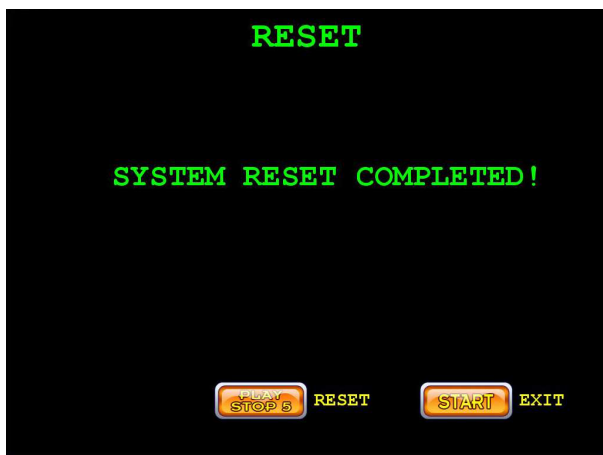 RESET
SYSTEM RESET COMPLETED!
PLAY
STOP 5
RESET
START
EXIT